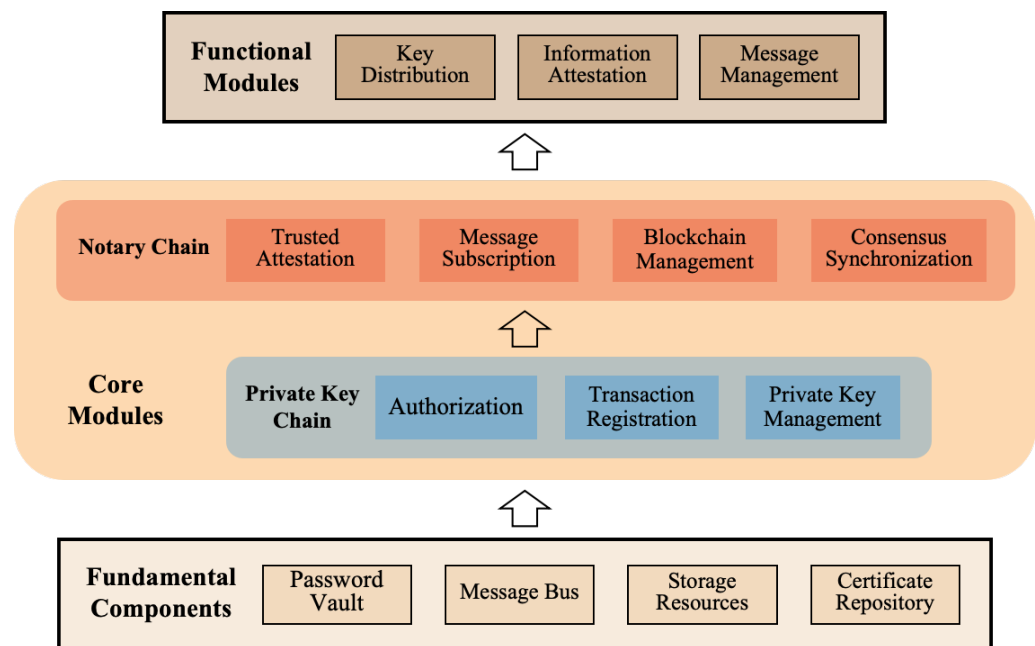 Functional
Modules
Key
Distribution
Information
Attestation
Message
Management
Notary Chain
Trusted
Attestation
Message
Subscription
Blockchain
Management
Consensus
Synchronization
Core
Modules
Private Key
Chain
Authorization
Transaction
Registration
Private Key
Management
Fundamental
Components
Password
Vault
Message Bus
Storage
Resources
Certificate
Repository